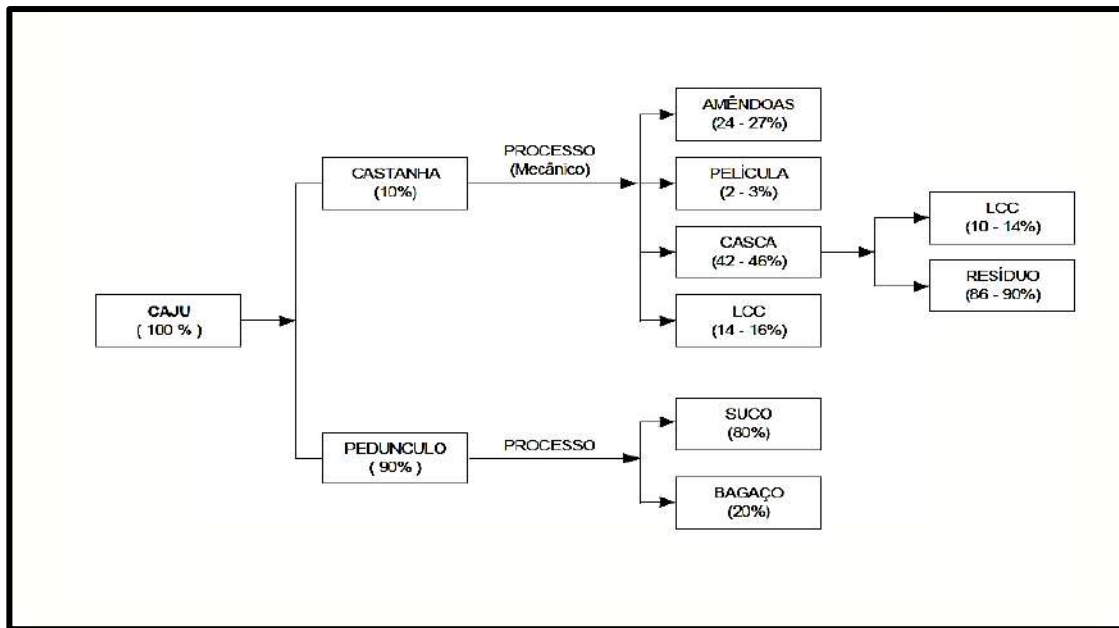 AMÊNDOAS
(24 - 27%)
PROCESSO
(Mecânico)
CASTANHA
(10%)
PELÍCULA
(2 - 3%)
LCC
(10 - 14%)
CASCA
(42 - 46%)
RESÍDUO
(86 - 90%)
CAJU
( 100 % )
LCC
(14 - 16%)
SUCO
(80%)
PEDUNCULO
( 90% )
PROCESSO
BAGAÇO
(20%)